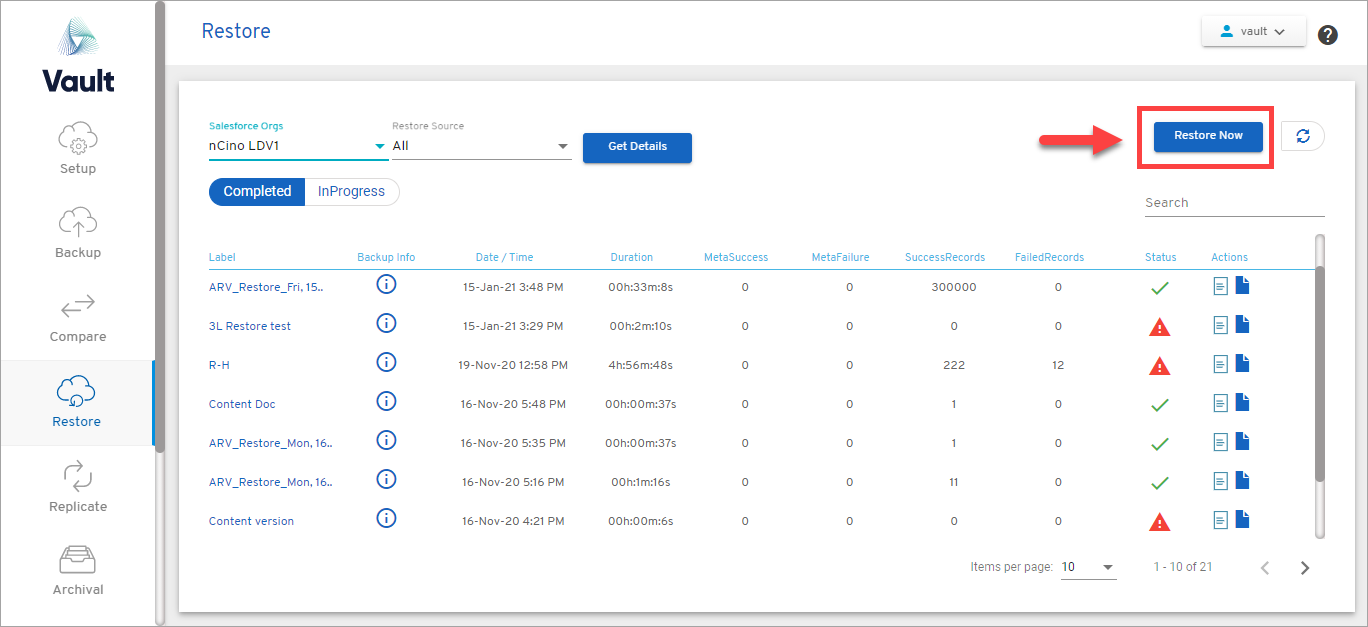 Vault
Setup
Backup
Compare
Restore
Replicate
Archival
Restore
vault
?
Salesforce Orgs
nCino LDV1
Restore Source
All
Get Details
Restore Now
Completed InProgress
Search
Label Backup Info Date / Time Duration MetaSuccess MetaFailure SuccessRecords FailedRecords Status Actions
ARV_Restore_Fri, 15.. 15-Jan-21 3:48 PM 00h:33m:8s 0 0 300000 0
3L Restore test 15-Jan-21 3:29 PM 00h:2m:10s 0 0 0 0
R-H 19-Nov-20 12:58 PM 4h:56m:48s 0 0 222 12
Content Doc 16-Nov-20 5:48 PM 00h:00m:37s 0 0 1 0
ARV_Restore_Mon, 16.. 16-Nov-20 5:35 PM 00h:00m:37s 0 0 1 0
ARV_Restore_Mon, 16.. 16-Nov-20 5:16 PM 00h:1m:16s 0 0 11 0
Content version 16-Nov-20 4:21 PM 00h:00m:6s 0 0 0 0
Items per page: 10 1 - 10 of 21